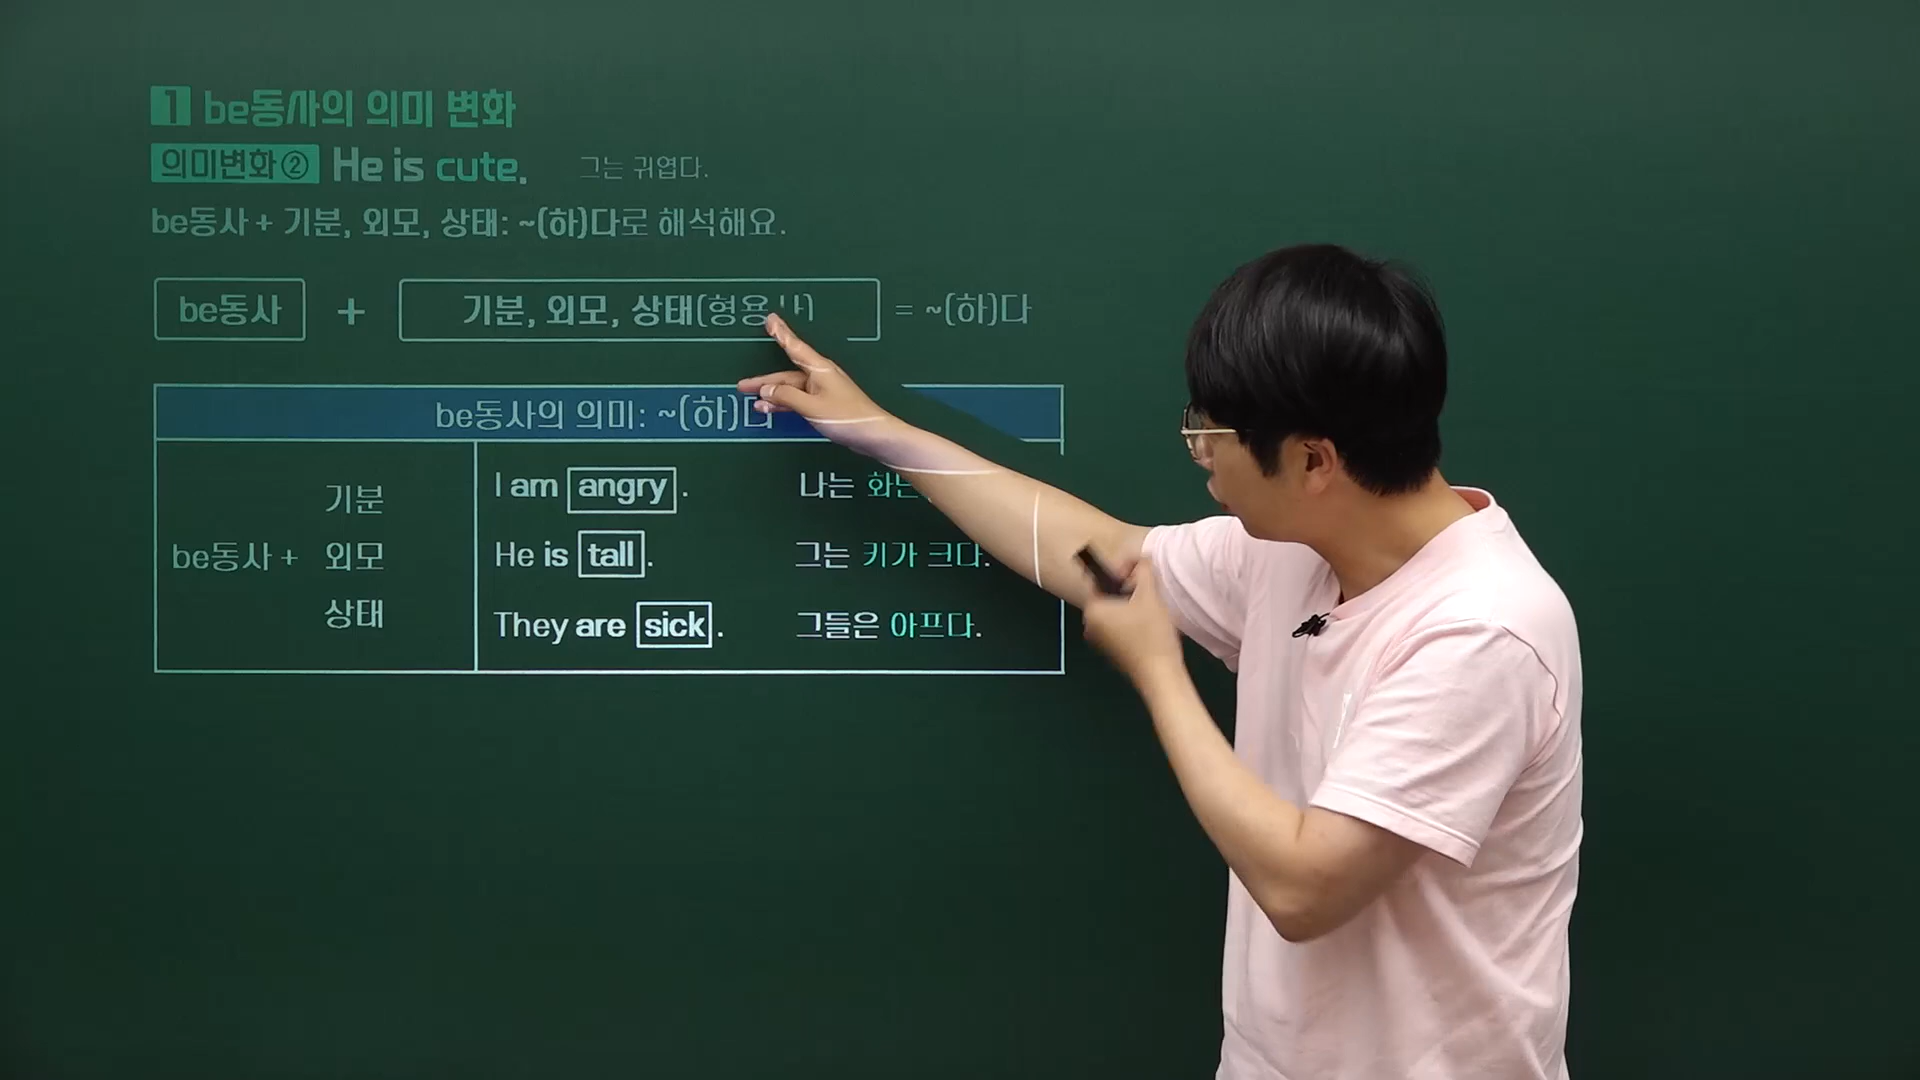 1 be동사의 의미 변화
의미변화② He is cute. 그는 귀엽다.
be동사 + 기분, 외모, 상태: ~(하)다로 해석해요.
be동사 + 기분, 외모, 상태(형용사) = ~(하)다
be동사의 의미: ~(하)다
기분 I am angry. 나는
be동사 + 외모 He is tall. 그는 키가 크다.
상태 They are sick. 그들은 아프다.